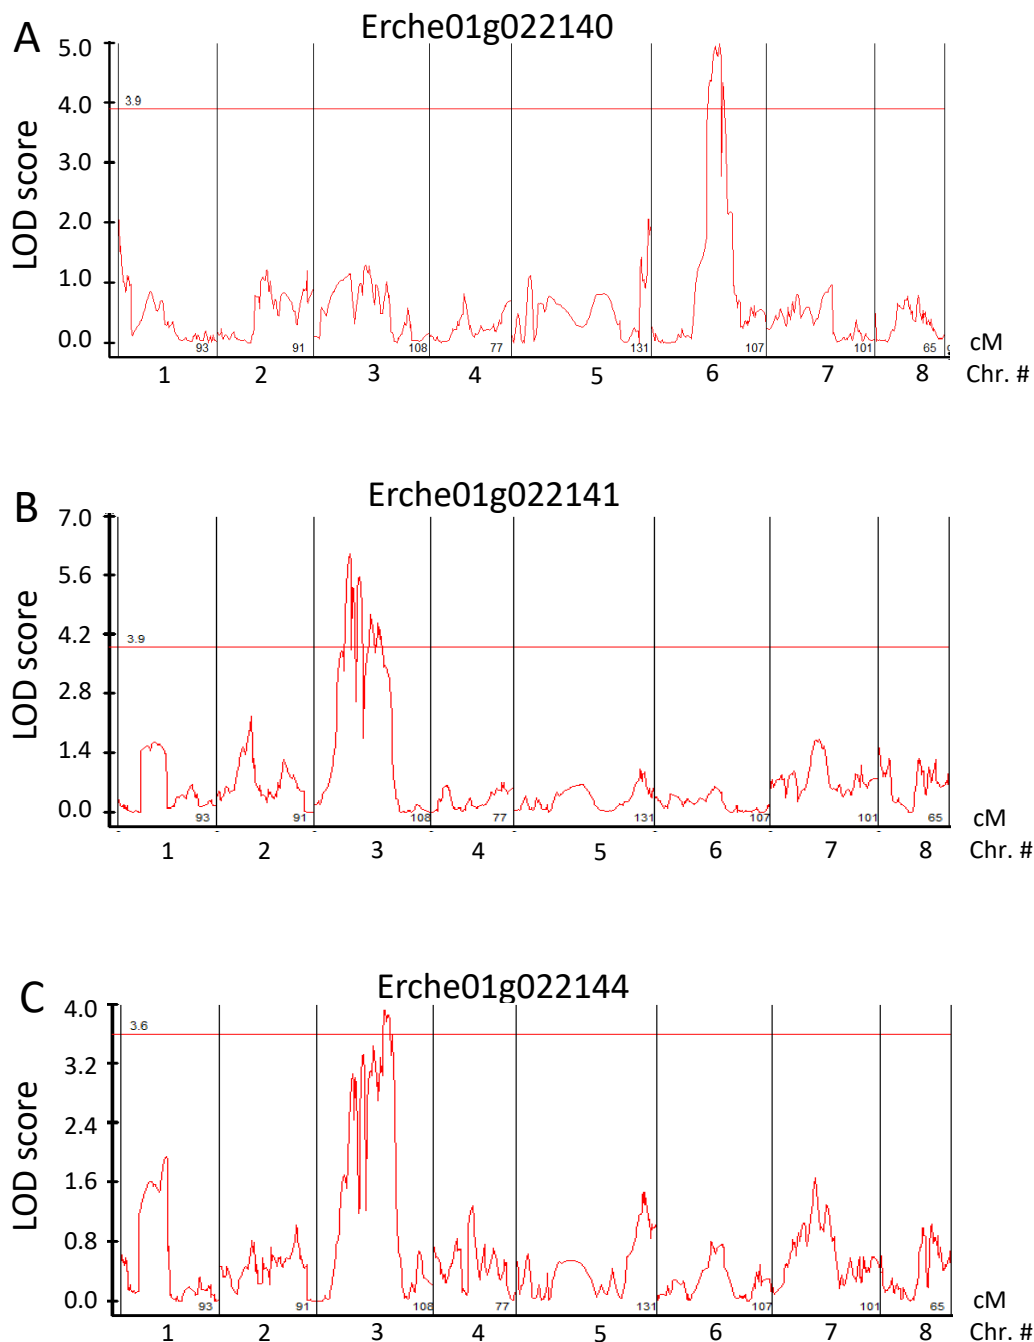 A
Erche01g022140
LOD score
5.0
4.0
3.0
2.0
1.0
0.0
3.9
93 91 108 77 131 107 101 65
cM
1 2 3 4 5 6 7 8 Chr. #
B
Erche01g022141
LOD score
7.0
5.6
4.2
2.8
1.4
0.0
3.9
93 91 108 77 131 107 101 65
cM
1 2 3 4 5 6 7 8 Chr. #
C
Erche01g022144
LOD score
4.0
3.2
2.4
1.6
0.8
0.0
3.6
93 91 108 77 131 107 101 65
cM
1 2 3 4 5 6 7 8 Chr. #